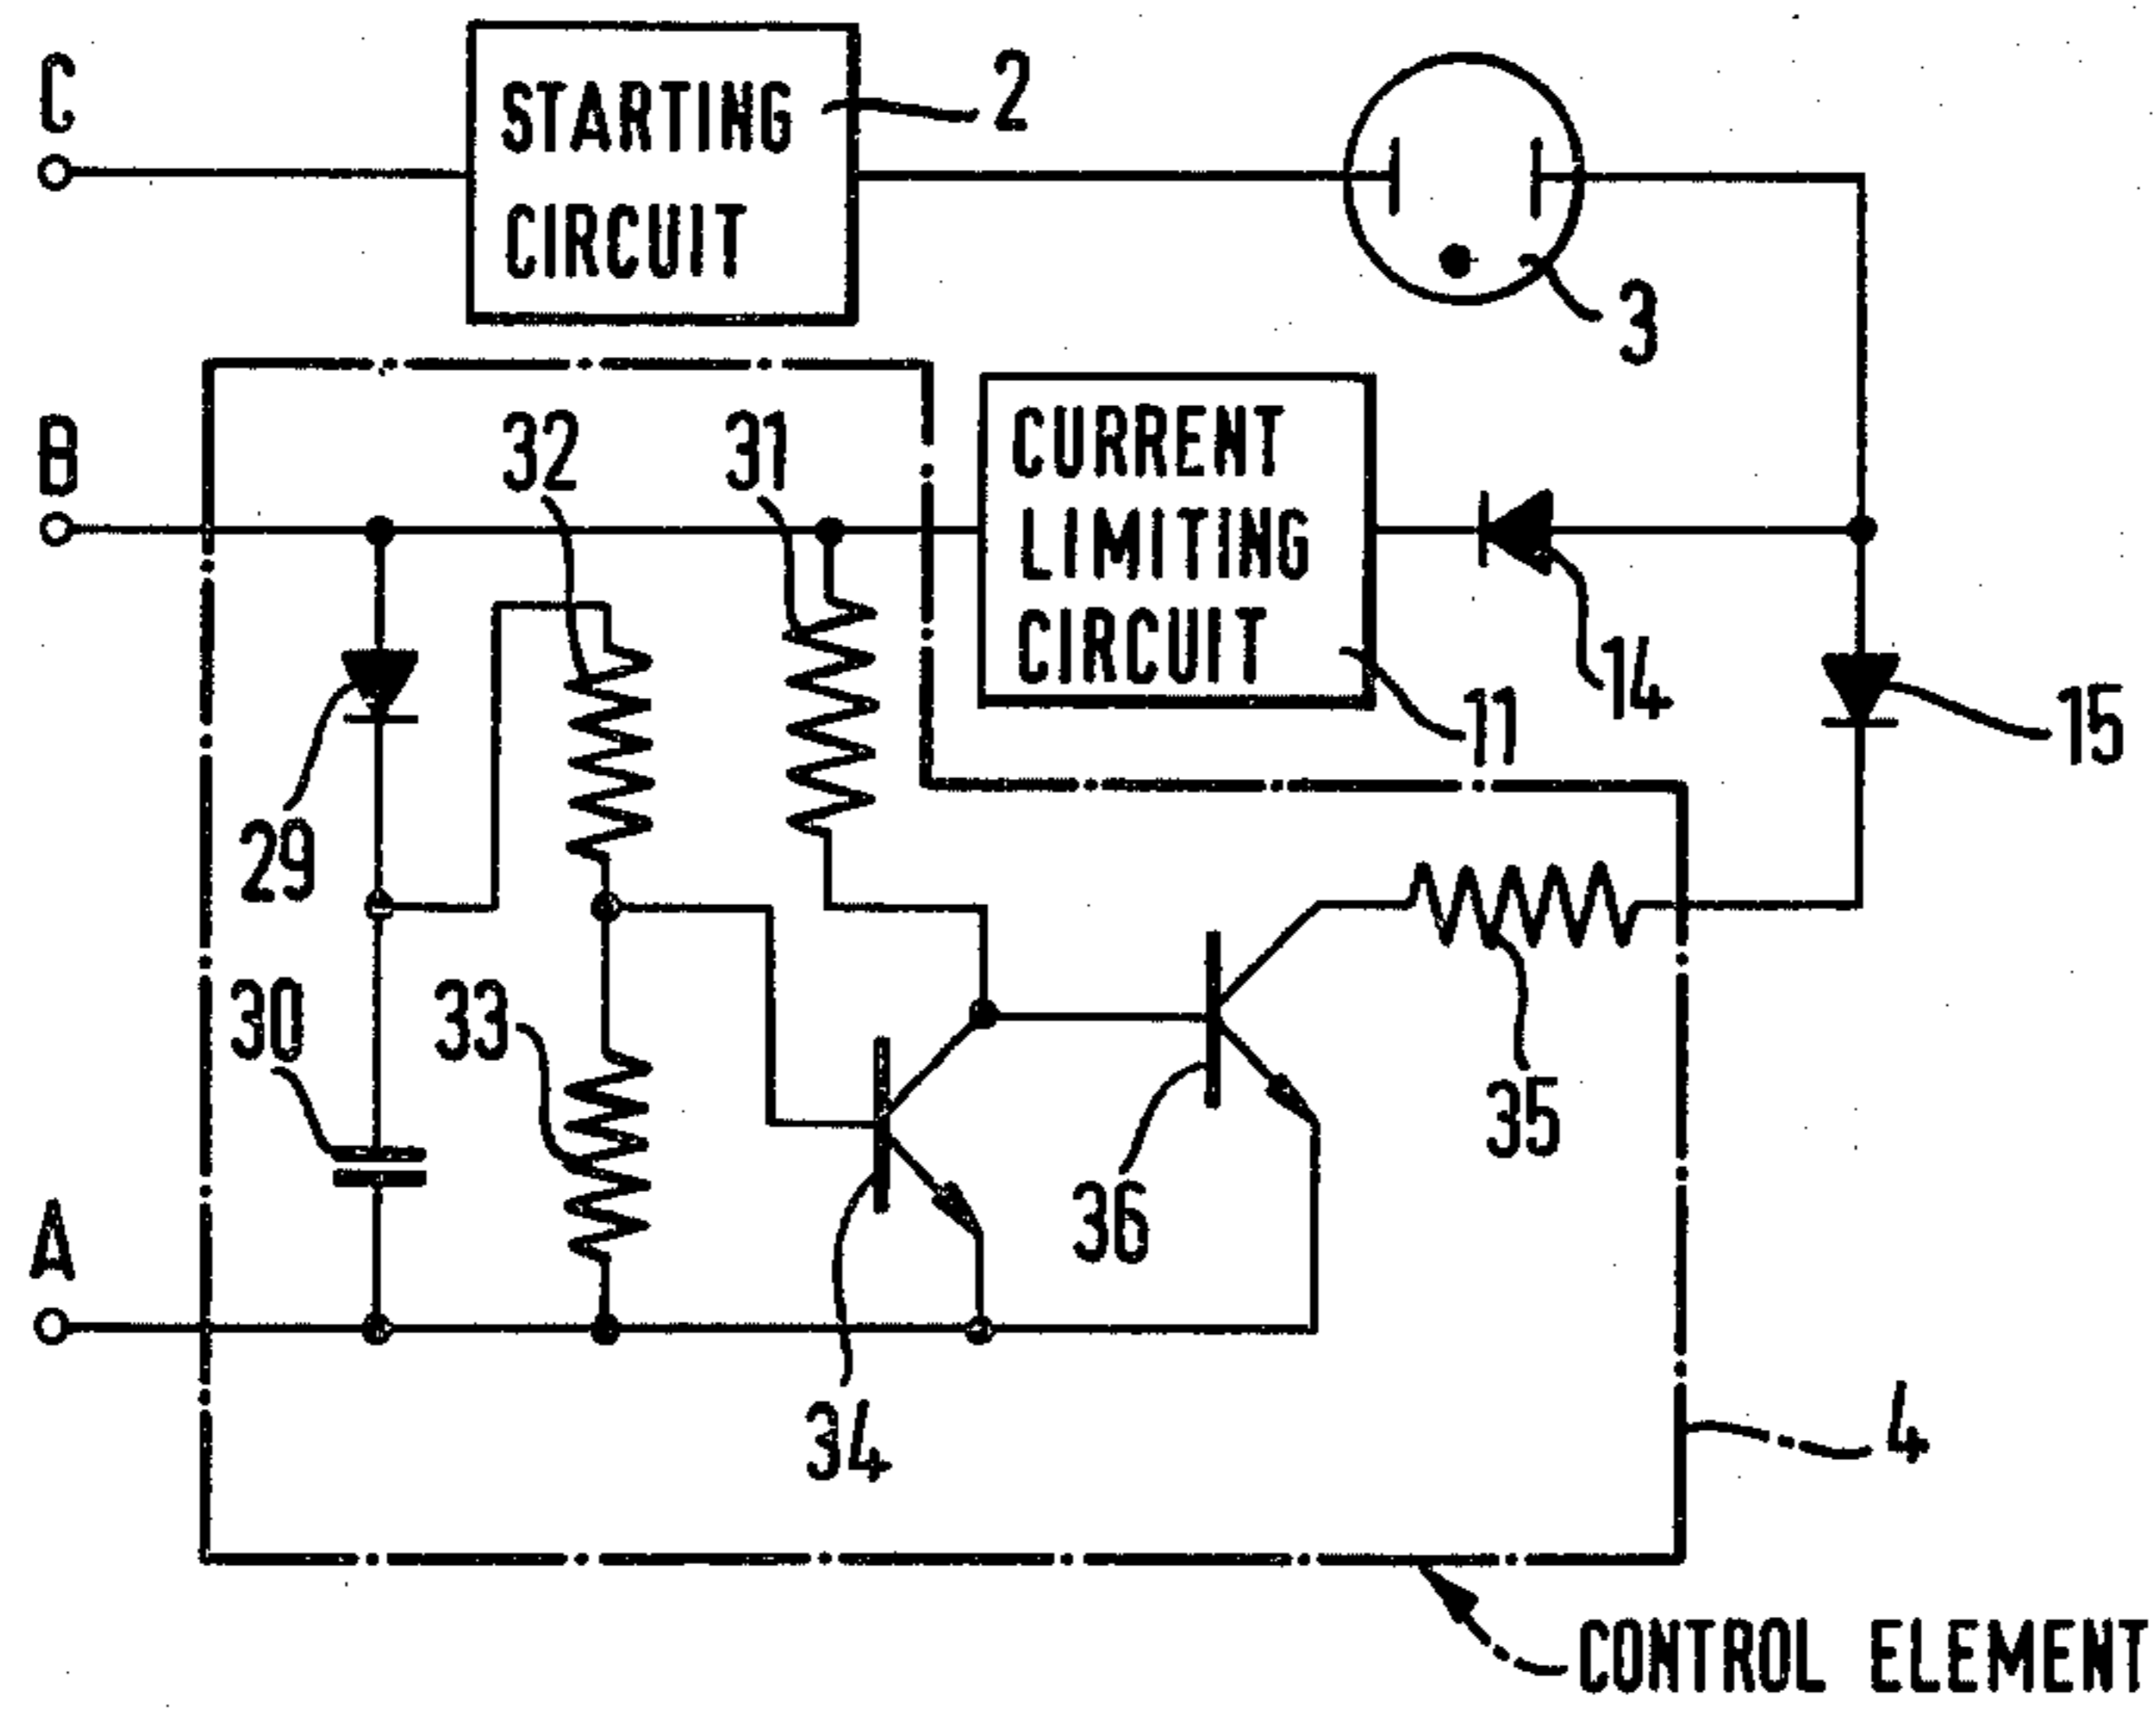 C
STARTING
CIRCUIT
2
3
B
32
31
CURRENT
LIMITING
CIRCUIT
14
11
15
29
30
33
35
36
A
34
4
CONTROL ELEMENT